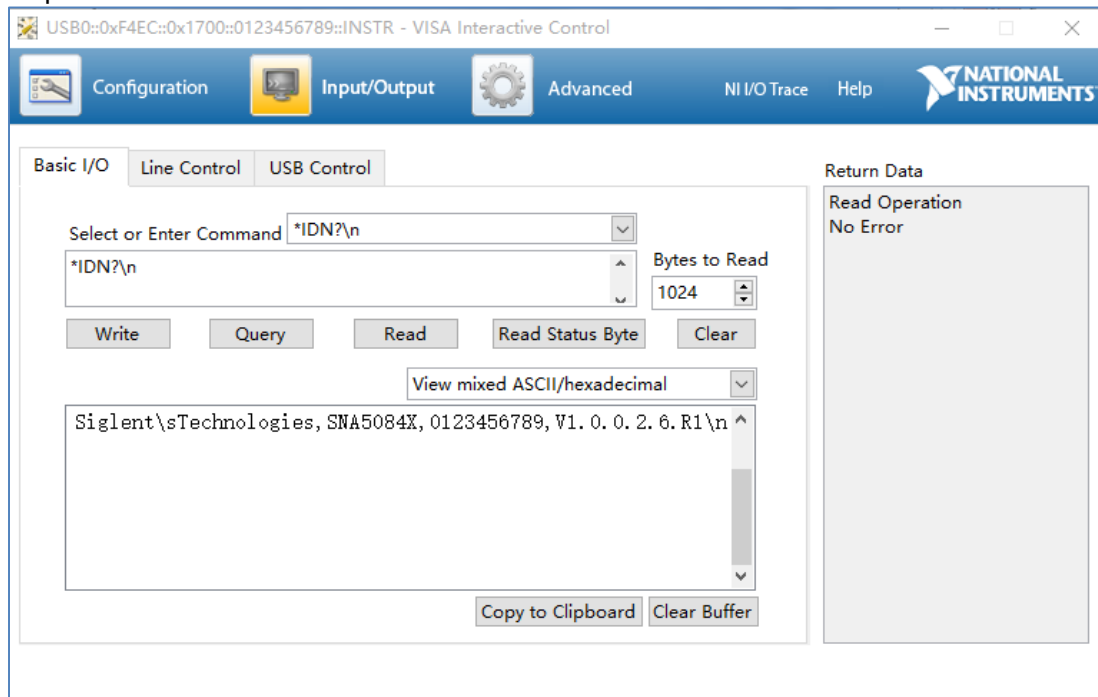 USB0::0xF4EC::0x1700::0123456789::INSTR - VISA Interactive Control
Configuration Input/Output Advanced NI I/O Trace Help NATIONAL INSTRUMENTS
Basic I/O Line Control USB Control
Return Data
Read Operation
No Error
Select or Enter Command *IDN?\n
*IDN?\n
Bytes to Read
1024
Write Query Read Read Status Byte Clear
View mixed ASCII/hexadecimal
Siglent\sTechnologies,SNA5084X,0123456789,V1.0.0.2.6.R1\n
Copy to Clipboard Clear Buffer